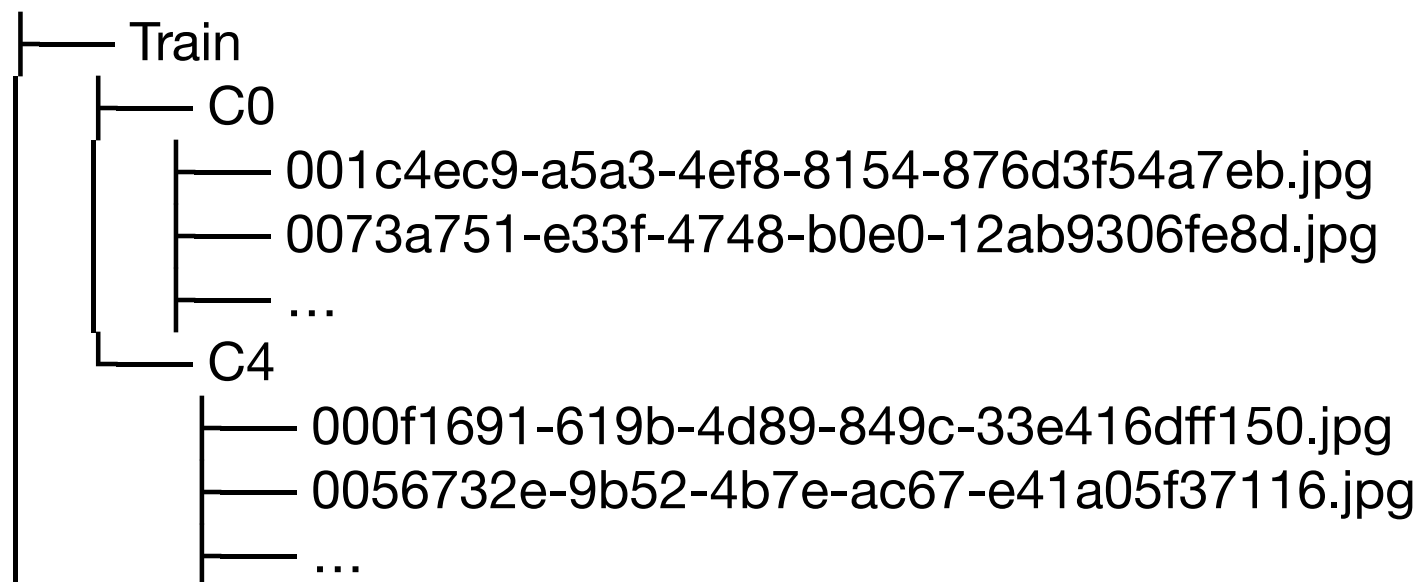 Train
C0
001c4ec9-a5a3-4ef8-8154-876d3f54a7eb.jpg
0073a751-e33f-4748-b0e0-12ab9306fe8d.jpg
...
C4
000f1691-619b-4d89-849c-33e416dff150.jpg
0056732e-9b52-4b7e-ac67-e41a05f37116.jpg
...